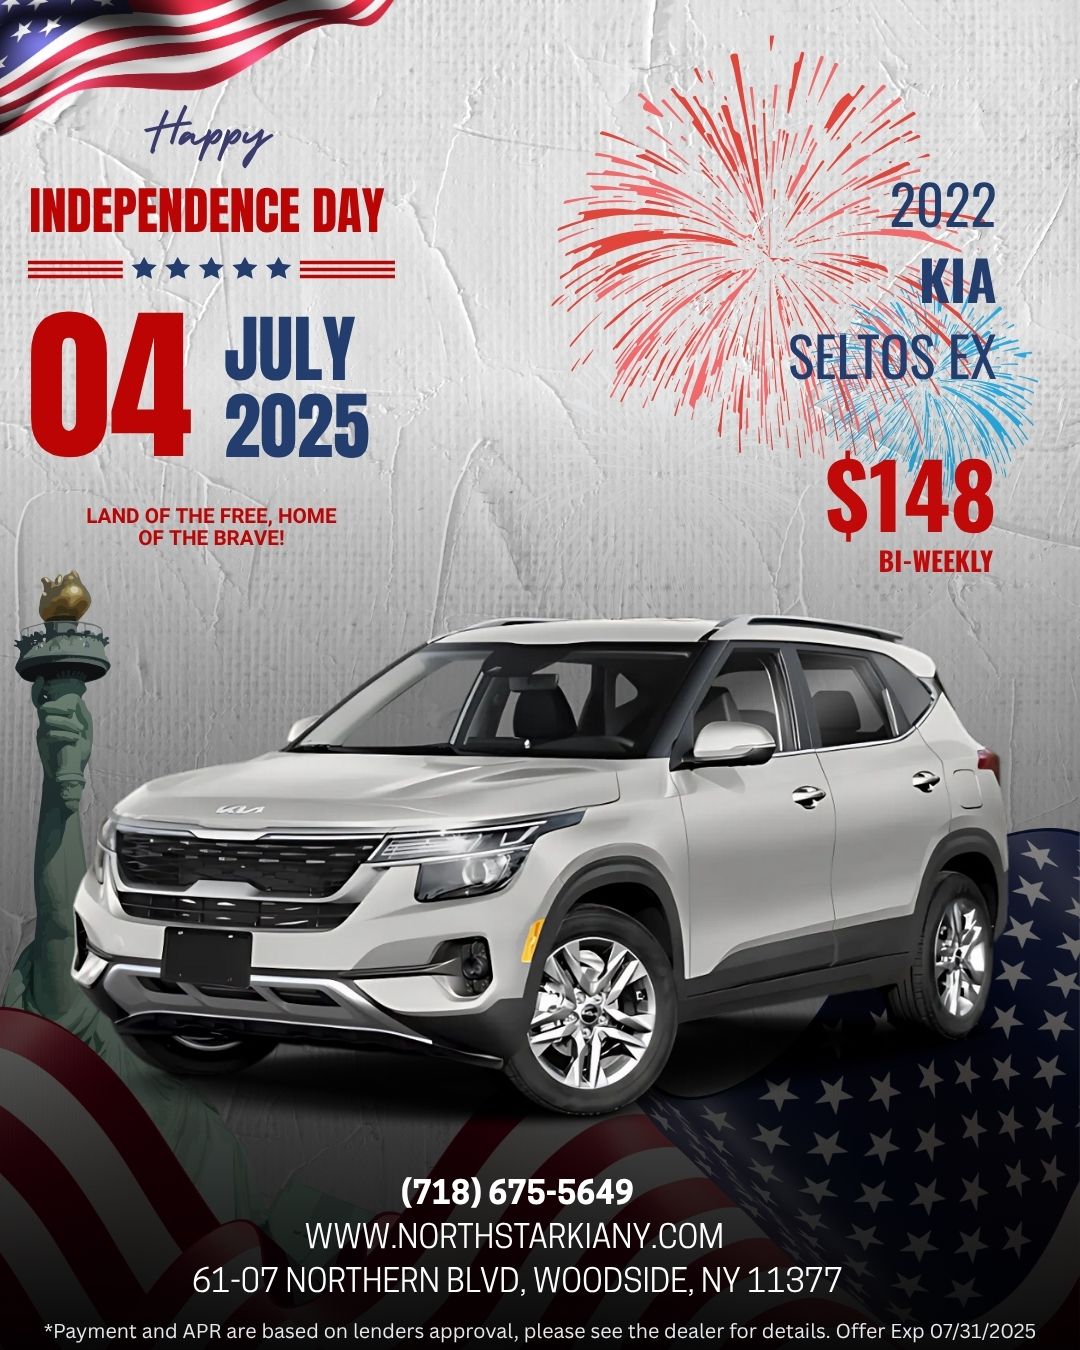 Happy
INDEPENDENCE DAY
04
JULY
2025
LAND OF THE FREE, HOME
OF THE BRAVE!
2022
KIA
SELTOS EX
$148
BI-WEEKLY
KIA
(718) 675-5649
WWW.NORTHSTARKIANY.COM
61-07 NORTHERN BLVD, WOODSIDE, NY 11377
*Payment and APR are based on lenders approval, please see the dealer for details. Offer Exp 07/31/2025